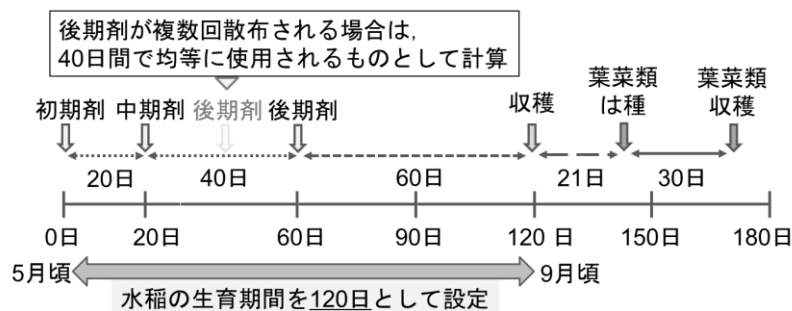 後期剤が複数回散布される場合は,
40日間で均等に使用されるものとして計算
初期剤 中期剤 後期剤 後期剤 収穫 葉菜類は種 葉菜類収穫
20日 40日 60日 21日 30日
0日 20日 60日 90日 120 日 150日 180日
5月頃 9月頃
水稲の生育期間を120日として設定